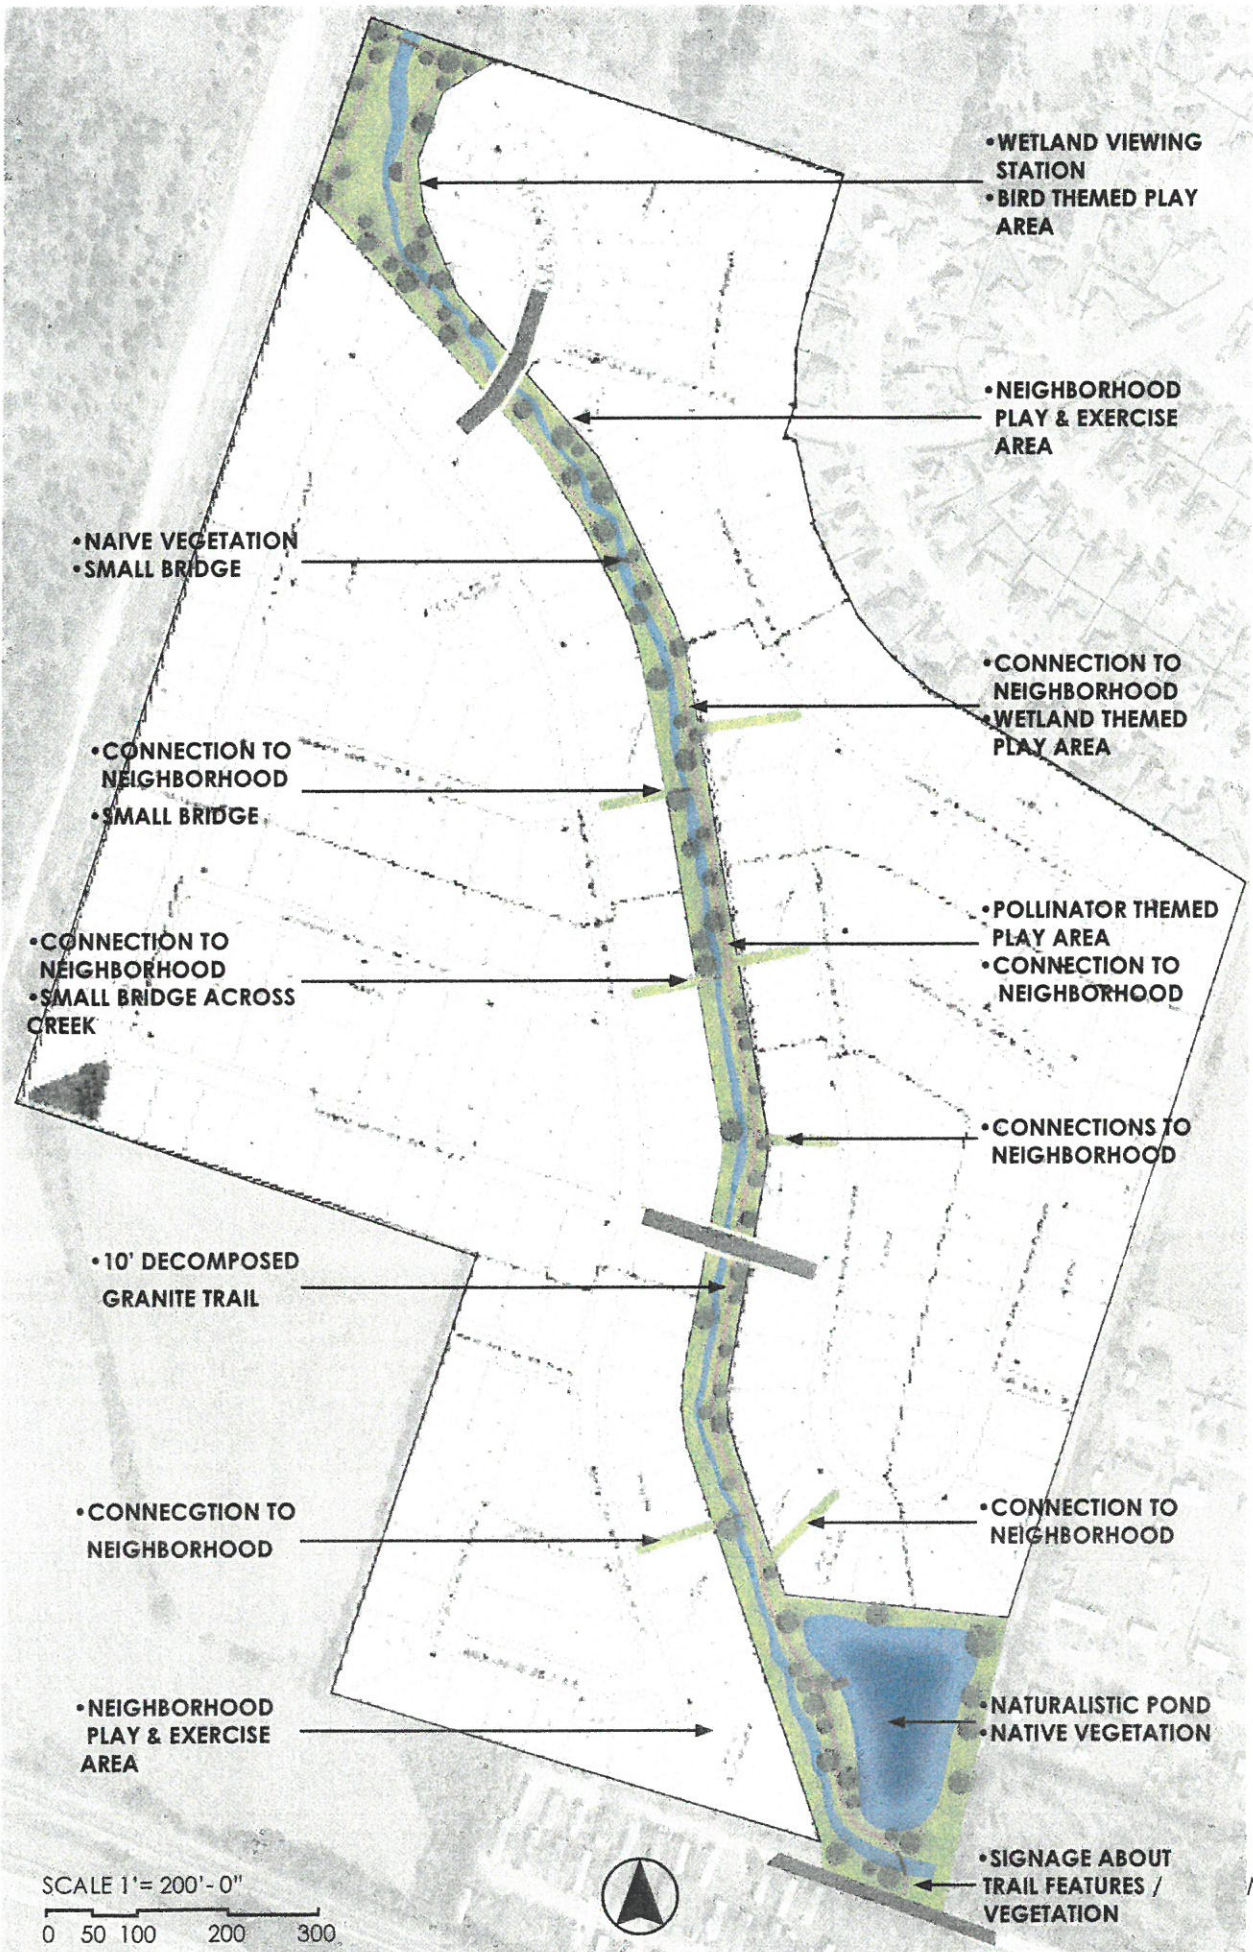 •WETLAND VIEWING
STATION
•BIRD THEMED PLAY
AREA
•NEIGHBORHOOD
PLAY & EXERCISE
AREA
•NAIVE VEGETATION
•SMALL BRIDGE
•CONNECTION TO
NEIGHBORHOOD
•WETLAND THEMED
PLAY AREA
•CONNECTION TO
NEIGHBORHOOD
•SMALL BRIDGE
•POLLINATOR THEMED
PLAY AREA
•CONNECTION TO
NEIGHBORHOOD
•CONNECTION TO
NEIGHBORHOOD
•SMALL BRIDGE ACROSS
CREEK
•CONNECTIONS TO
NEIGHBORHOOD
•10' DECOMPOSED
GRANITE TRAIL
•CONNECGTION TO
NEIGHBORHOOD
•CONNECTION TO
NEIGHBORHOOD
•NEIGHBORHOOD
PLAY & EXERCISE
AREA
•NATURALISTIC POND
•NATIVE VEGETATION
•SIGNAGE ABOUT
TRAIL FEATURES /
VEGETATION
SCALE 1'= 200'-0"
0 50 100 200 300